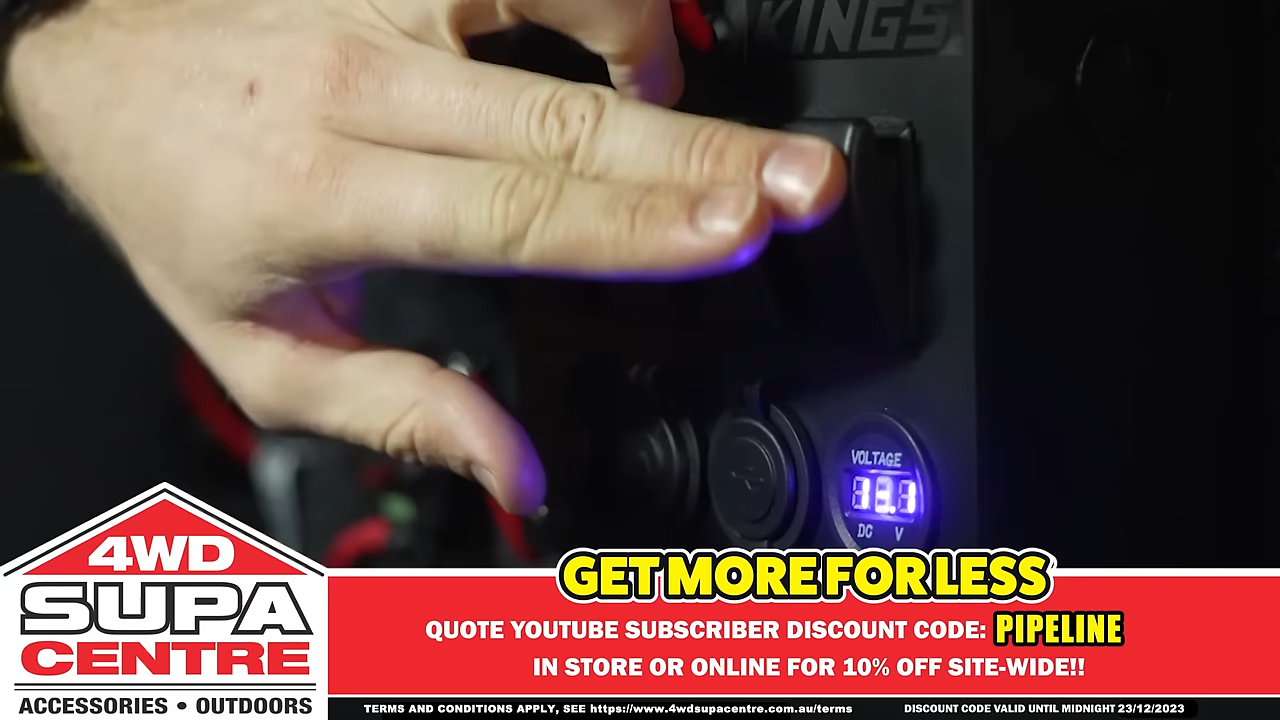 KINGS
VOLTAGE
13.1
DC V
GET MORE FOR LESS
QUOTE YOUTUBE SUBSCRIBER DISCOUNT CODE: PIPELINE
IN STORE OR ONLINE FOR 10% OFF SITE-WIDE!!
4WD
SUPA
CENTRE
ACCESSORIES • OUTDOORS
TERMS AND CONDITIONS APPLY, SEE https://www.4wdsupacentre.com.au/terms
DISCOUNT CODE VALID UNTIL MIDNIGHT 23/12/2023